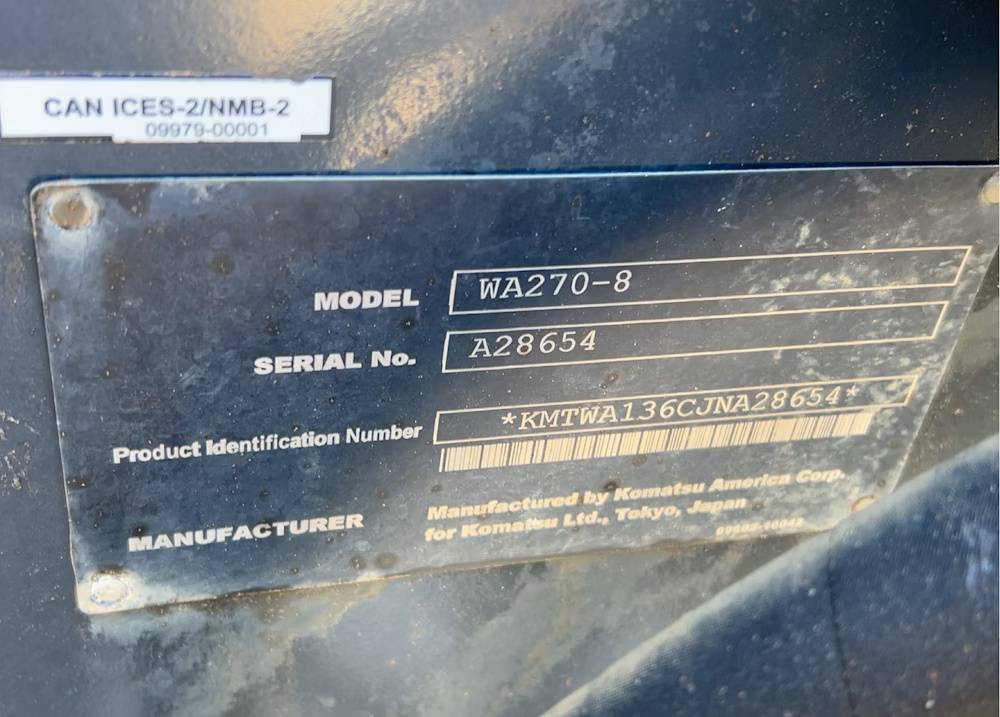 CAN ICES-2/NMB-2
09979-00001
MODEL WA270-8
SERIAL No. A28654
Product Identification Number *KMTWA136CJNA28654*
MANUFACTURER Manufactured by Komatsu America Corp.
for Komatsu Ltd., Tokyo, Japan